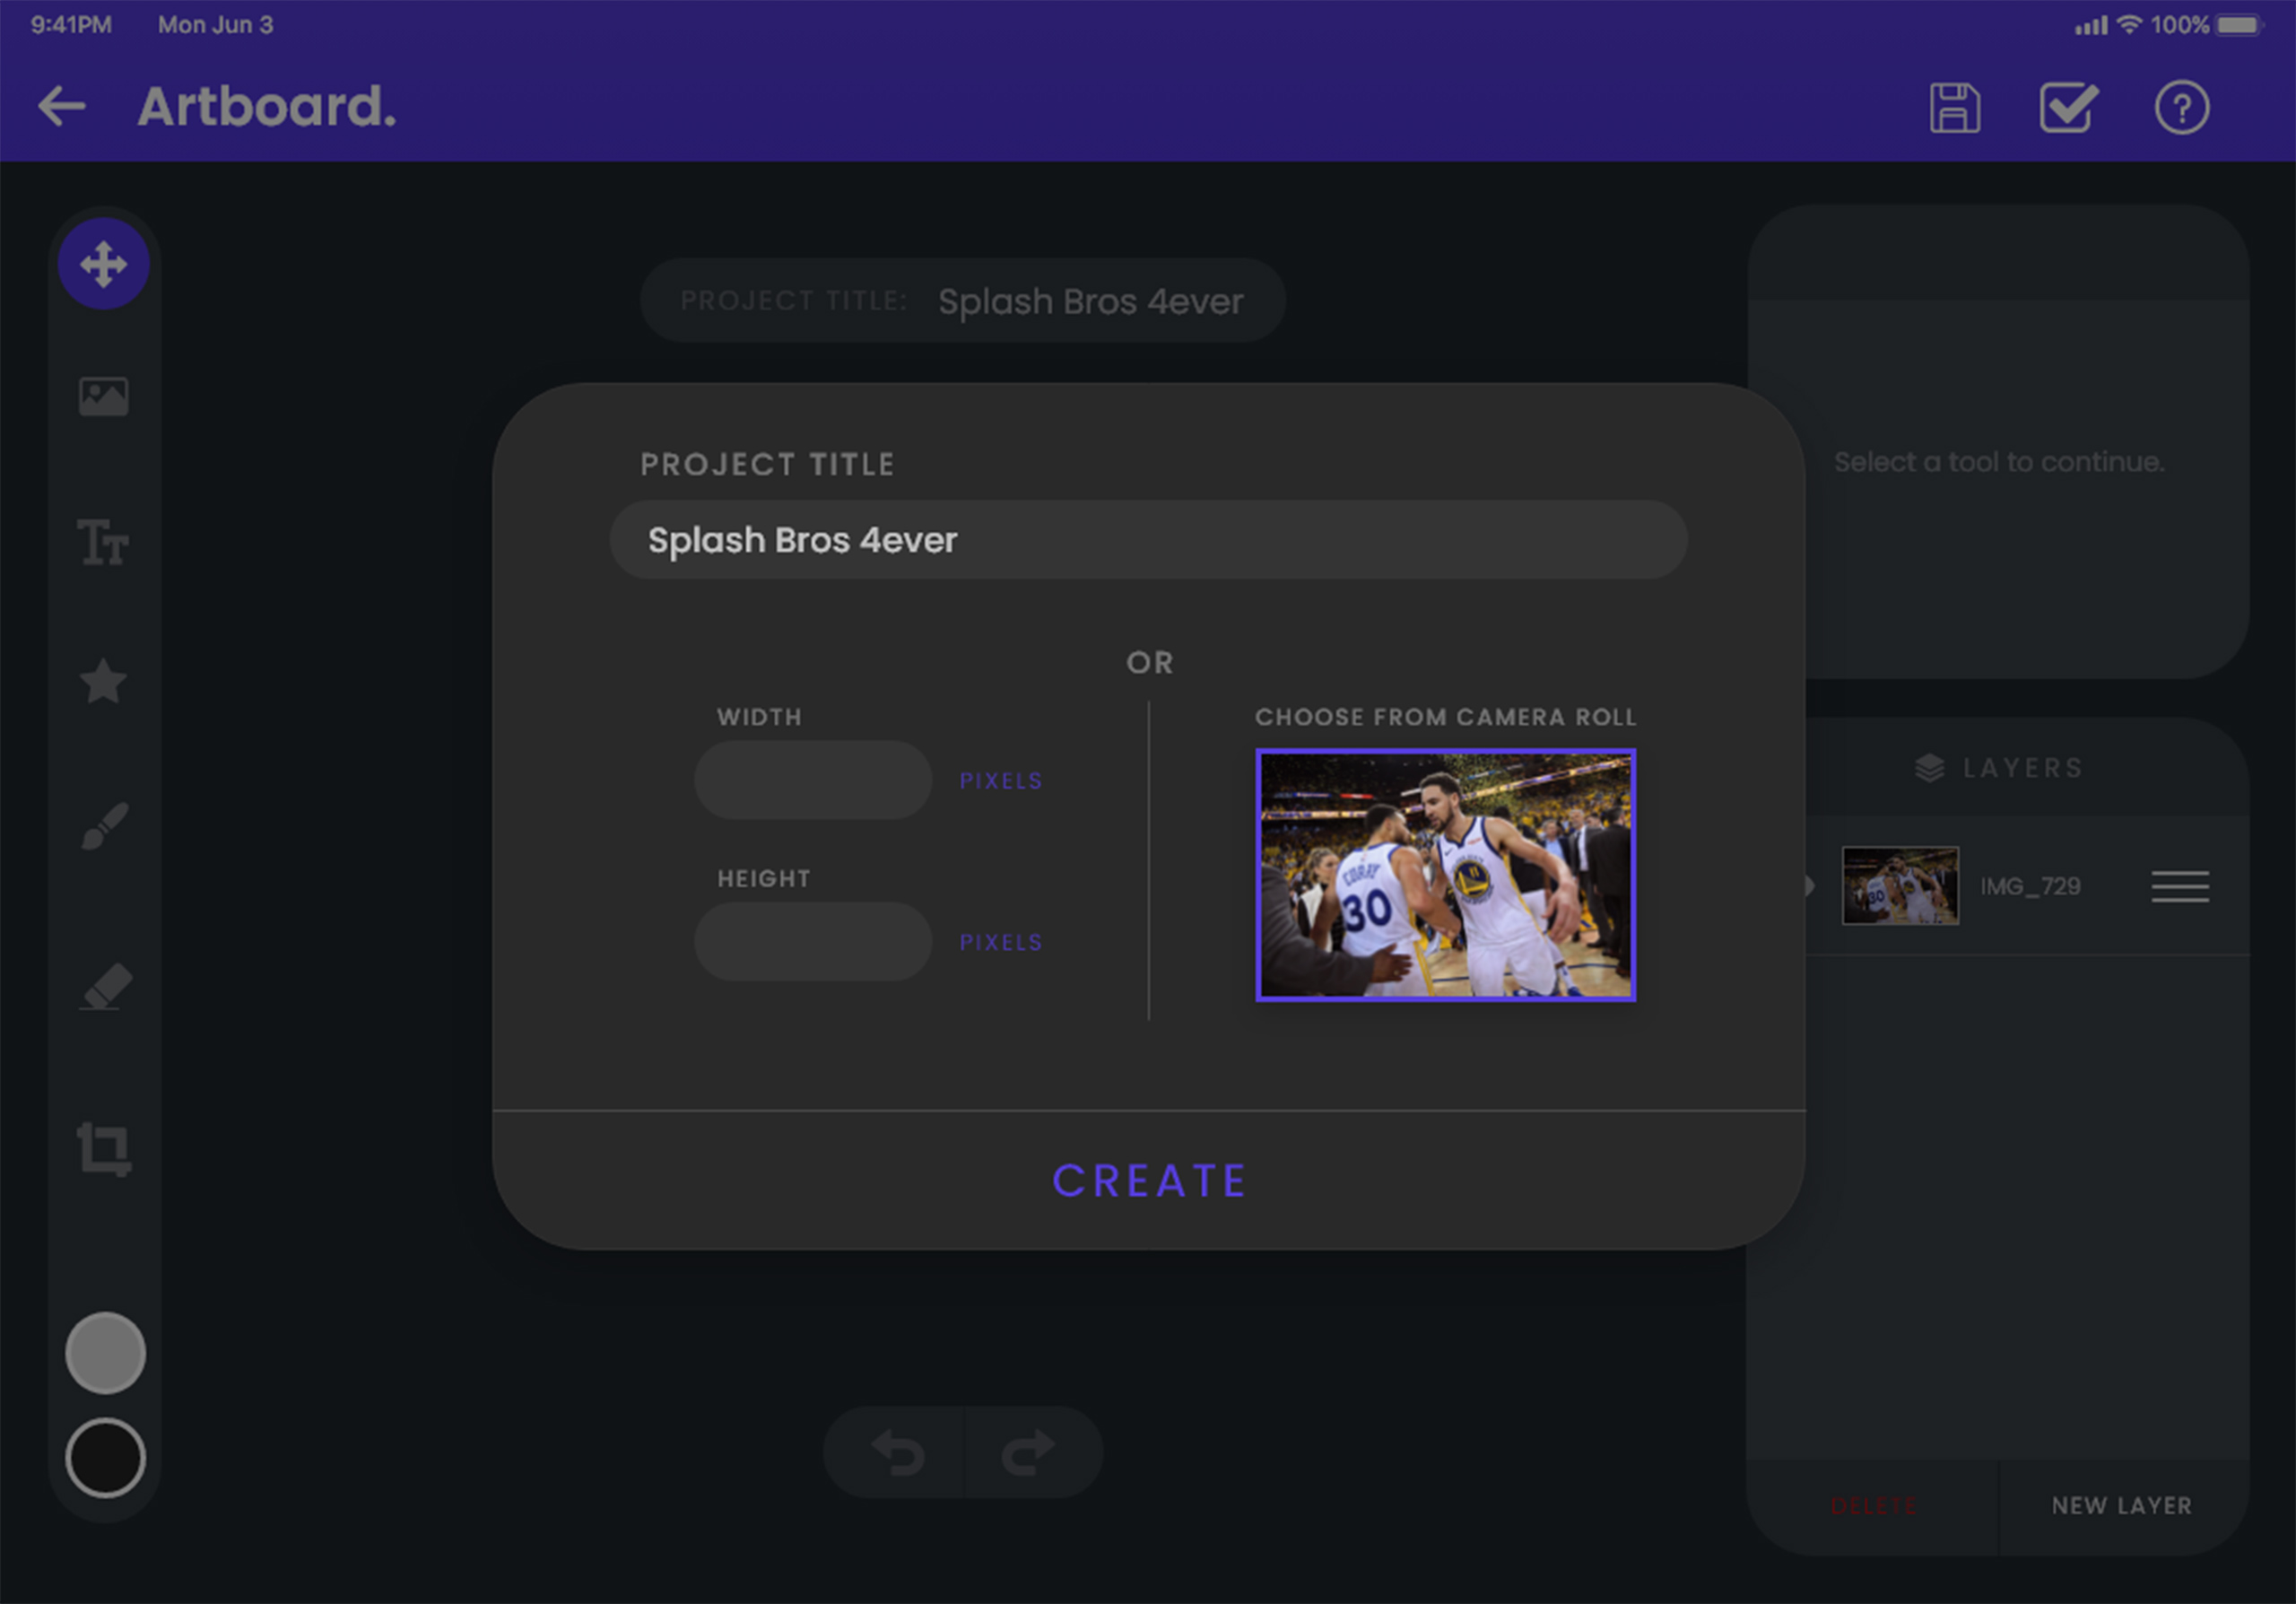 9:41PM Mon Jun 3 100%
Artboard.
PROJECT TITLE: Splash Bros 4ever
PROJECT TITLE
Splash Bros 4ever
OR
WIDTH
PIXELS
HEIGHT
PIXELS
CHOOSE FROM CAMERA ROLL
CURRY
30
11
CREATE
Select a tool to continue.
LAYERS
30
IMG_729
DELETE
NEW LAYER